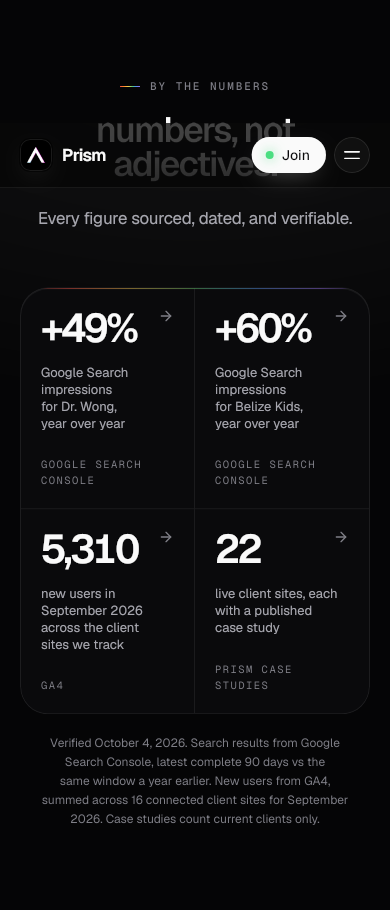 BY THE NUMBERS
numbers, not
adjectives.
Prism
Join
Every figure sourced, dated, and verifiable.
+49%
Google Search
impressions
for Dr. Wong,
year over year
GOOGLE SEARCH
CONSOLE
+60%
Google Search
impressions
for Belize Kids,
year over year
GOOGLE SEARCH
CONSOLE
5,310
new users in
September 2026
across the client
sites we track
GA4
22
live client sites, each
with a published
case study
PRISM CASE
STUDIES
Verified October 4, 2026. Search results from Google
Search Console, latest complete 90 days vs the
same window a year earlier. New users from GA4,
summed across 16 connected client sites for September
2026. Case studies count current clients only.